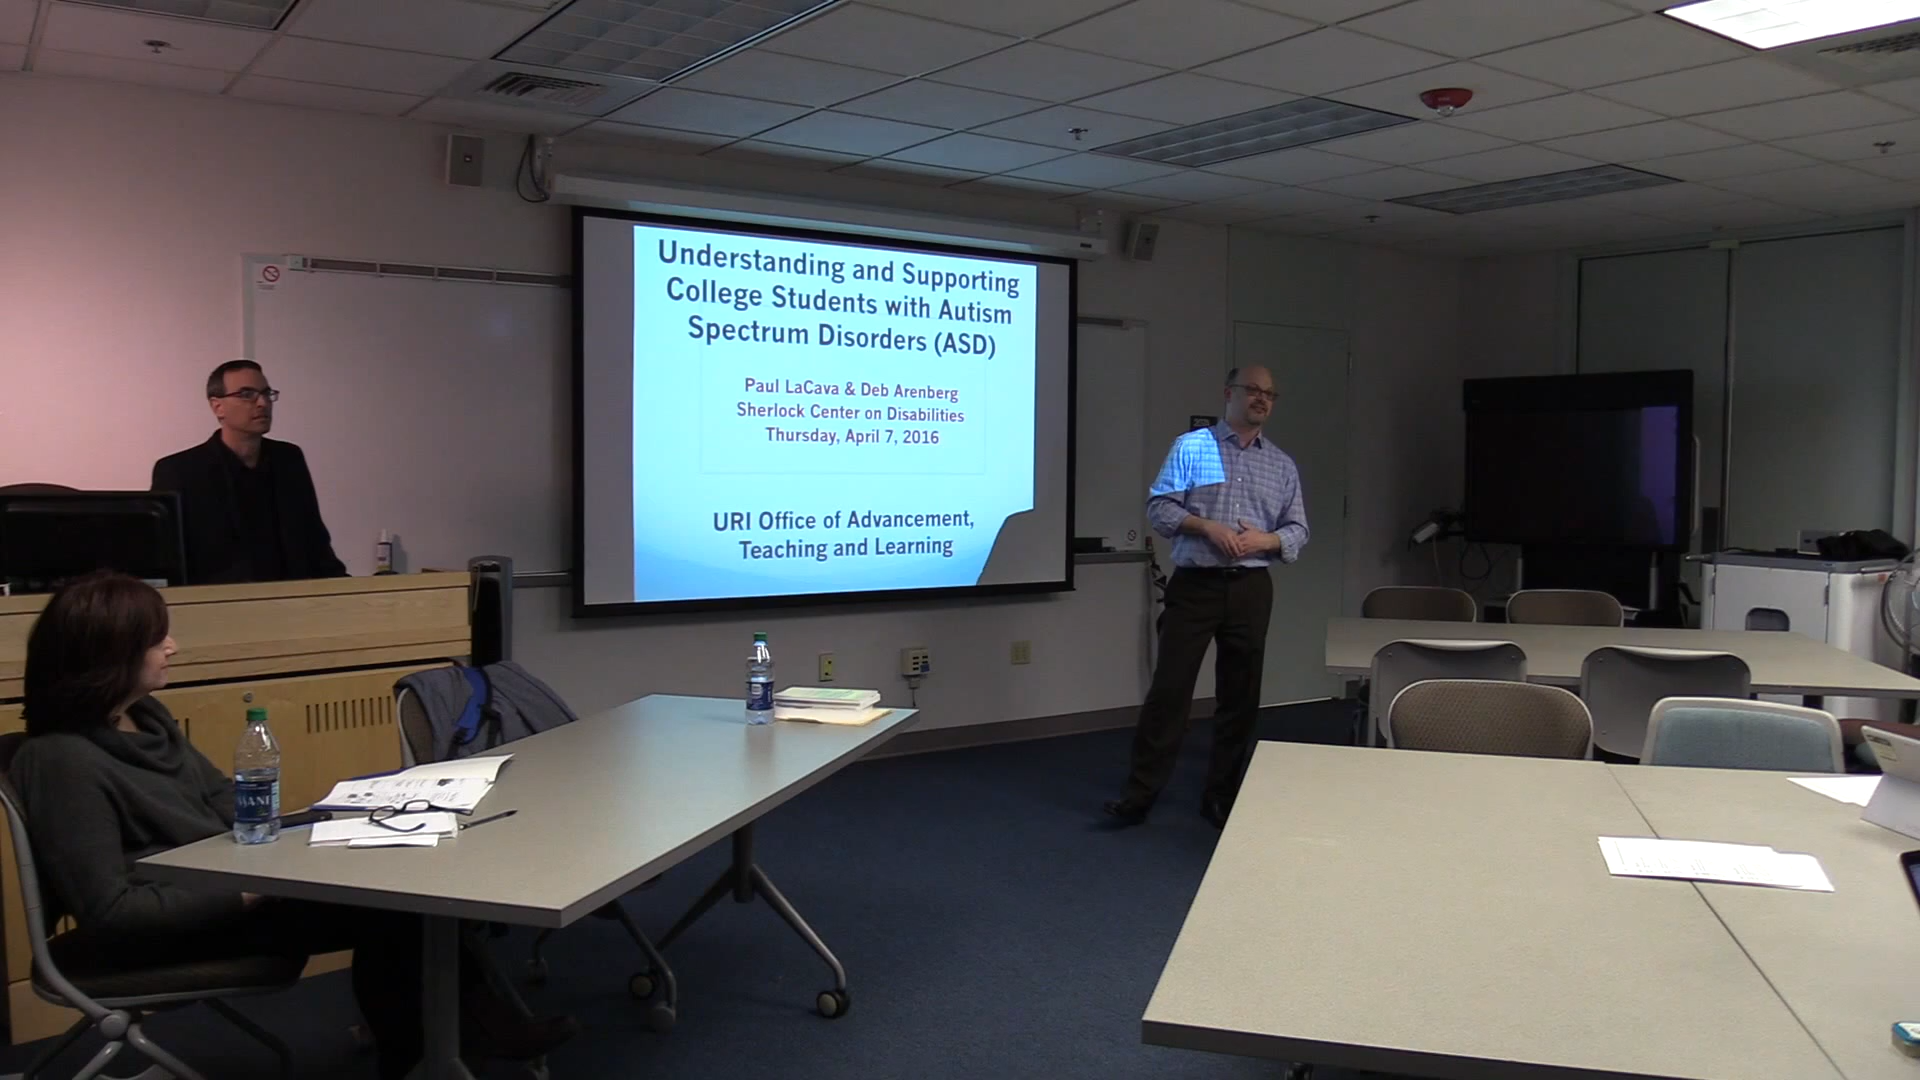 Understanding and Supporting
College Students with Autism
Spectrum Disorders (ASD)
Paul LaCava & Deb Arenberg
Sherlock Center on Disabilities
Thursday, April 7, 2016
URI Office of Advancement,
Teaching and Learning